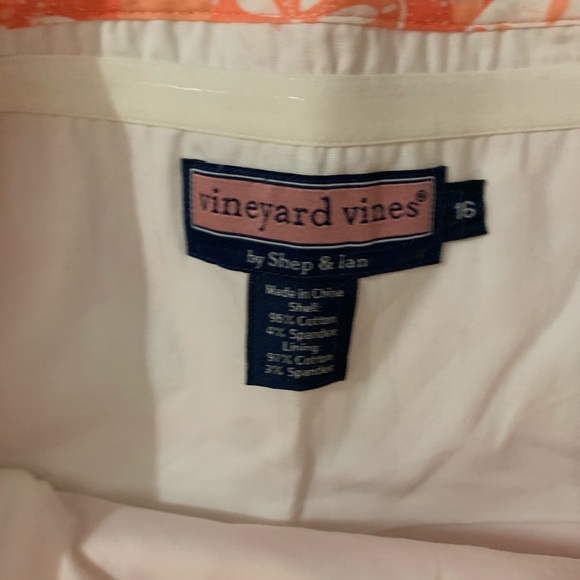 vineyard vines®
16
by Shep & Ian
Made in China
Shell:
96% Cotton
4% Spandex
Lining:
97% Cotton
3% Spandex